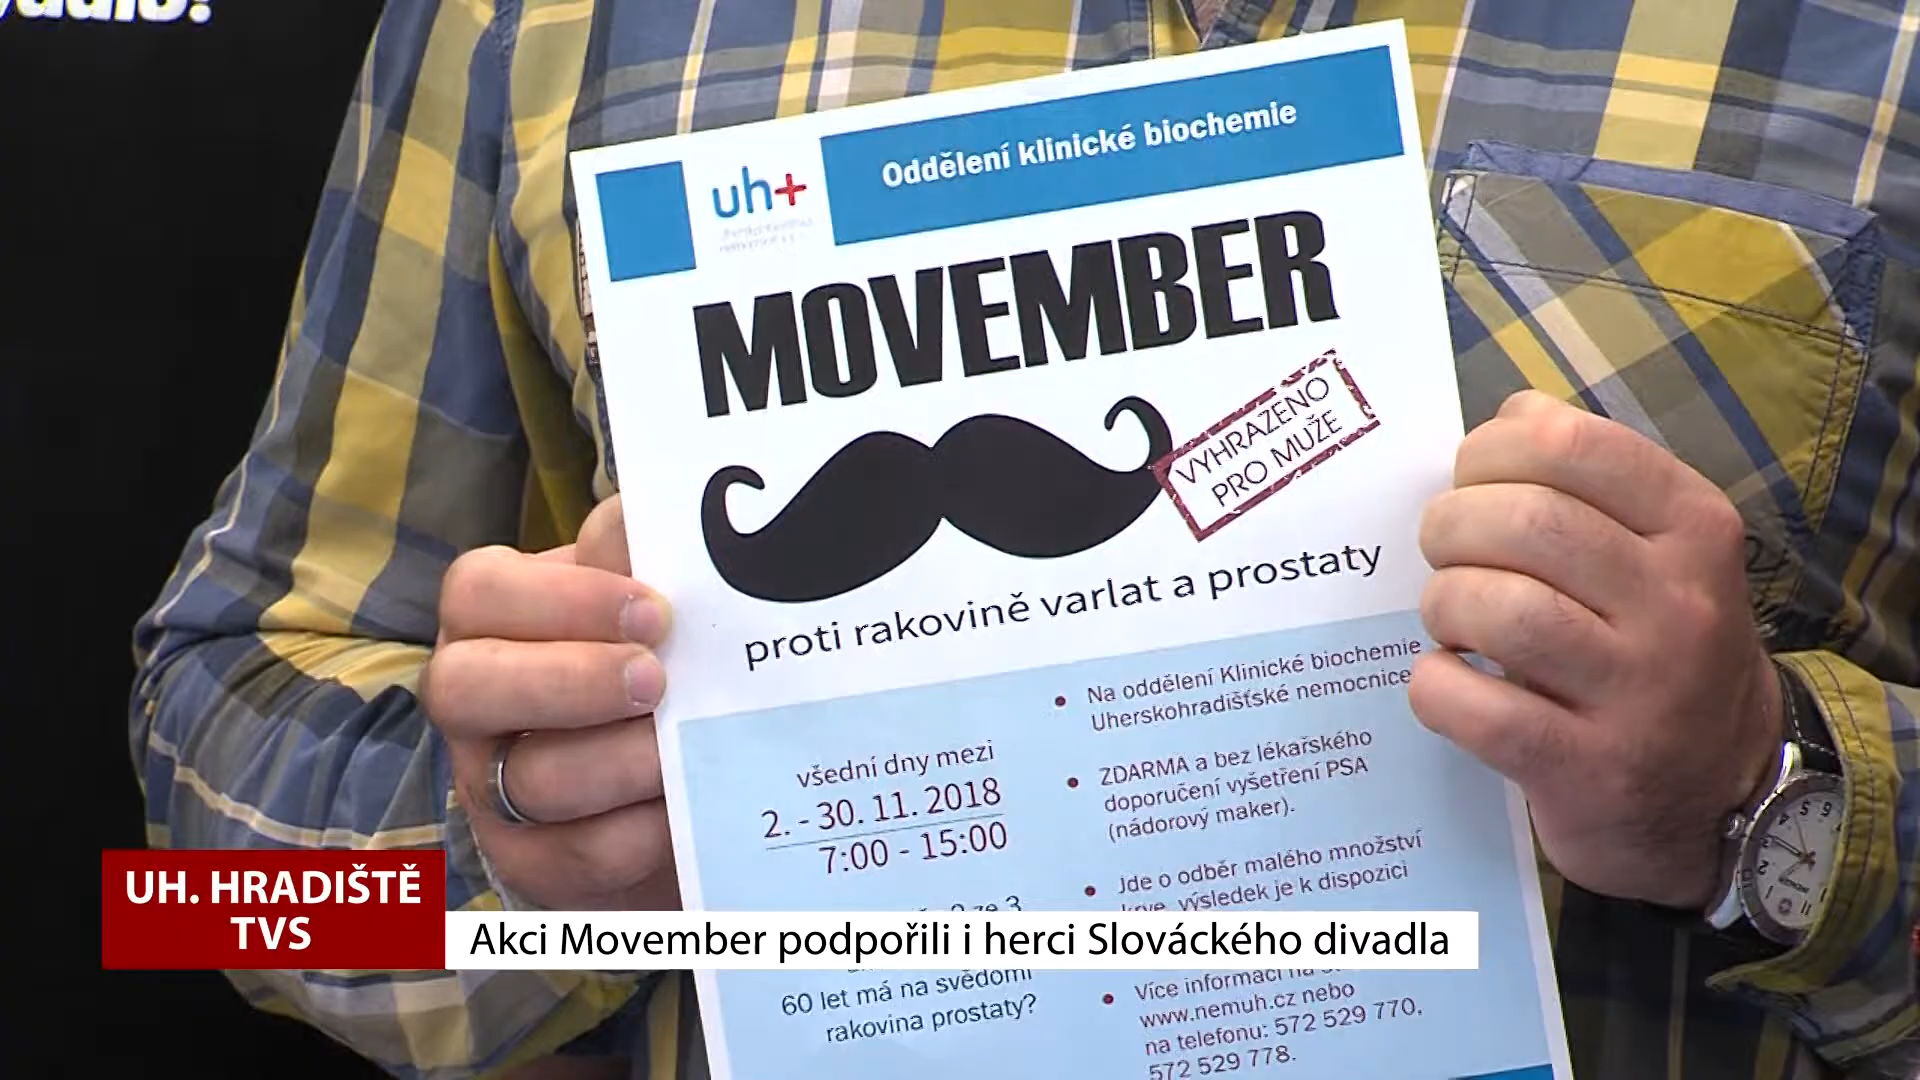 Oddělení klinické biochemie
uh+
MOVEMBER
VYHRAZENO
PRO MUŽE
proti rakovině varlat a prostaty
všední dny mezi
2. - 30. 11. 2018
7:00 - 15:00
60 let má na svědomí
rakovina prostaty?
• Na oddělení Klinické biochemie
Uherskohradišťské nemocnice
• ZDARMA a bez lékařského
doporučení vyšetření PSA
(nádorový maker).
• Jde o odběr malého množství
krve, výsledek je k dispozici
• Více informací na
www.nemuh.cz nebo
na telefonu: 572 529 770,
572 529 778.
UH. HRADIŠTĚ
TVS
Akci Movember podpořili i herci Slováckého divadla